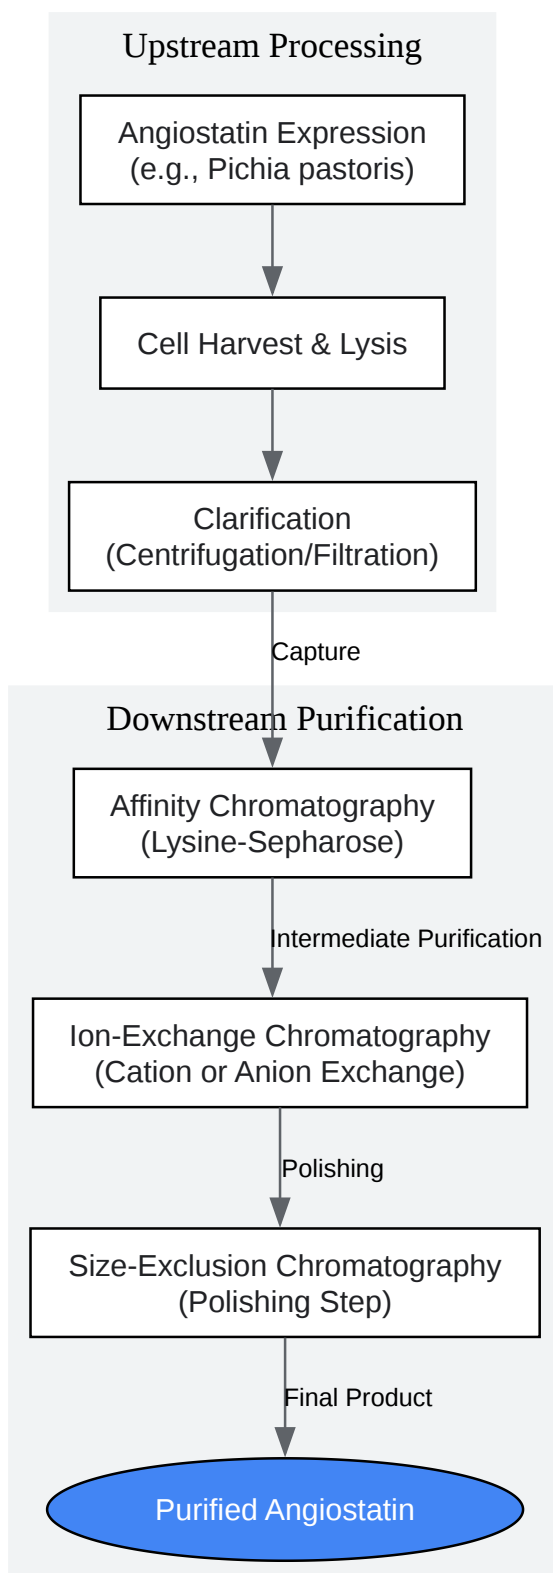 Upstream Processing
Angiostatin Expression
(e.g., Pichia pastoris)
Cell Harvest & Lysis
Clarification
(Centrifugation/Filtration)
Capture
Downstream Purification
Affinity Chromatography
(Lysine-Sepharose)
Intermediate Purification
Ion-Exchange Chromatography
(Cation or Anion Exchange)
Polishing
Size-Exclusion Chromatography
(Polishing Step)
Final Product
Purified Angiostatin